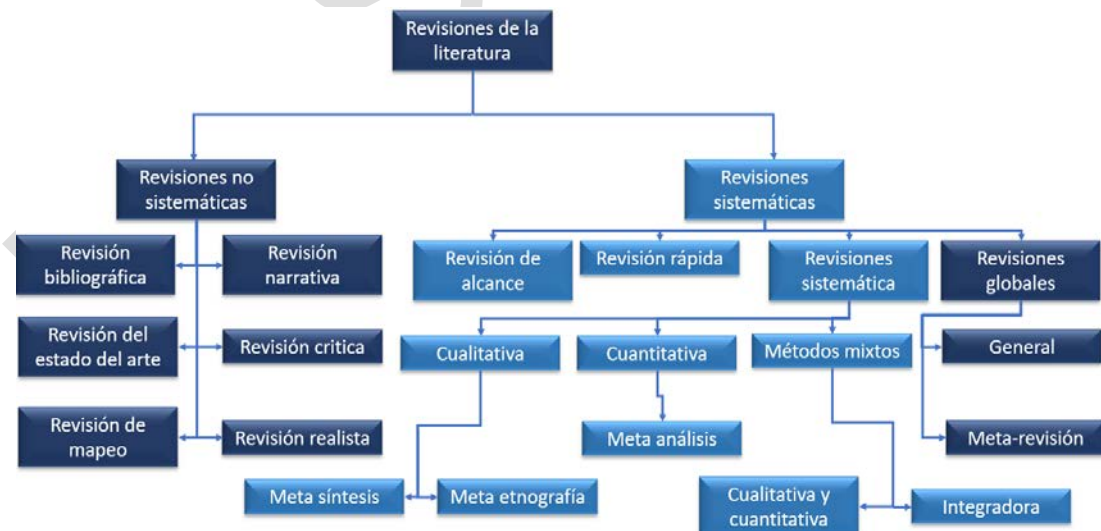 Revisiones de la
literatura
Revisiones no
sistemáticas
Revisiones
sistemáticas
Revisión
bibliográfica
Revisión
narrativa
Revisión de
alcance
Revisión rápida
Revisiones
sistemática
Revisiones
globales
Revisión del
estado del arte
Revisión critica
Cualitativa
Cuantitativa
Métodos mixtos
General
Revisión de
mapeo
Revisión realista
Meta análisis
Meta-revisión
Meta síntesis
Meta etnografía
Cualitativa y
cuantitativa
Integradora